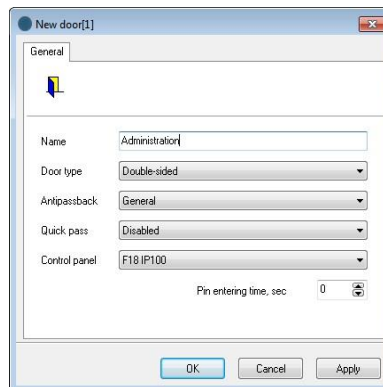 New door[1]
General
Name Administration
Door type Double-sided
Antipassback General
Quick pass Disabled
Control panel F18 IP100
Pin entering time, sec 0
OK Cancel Apply